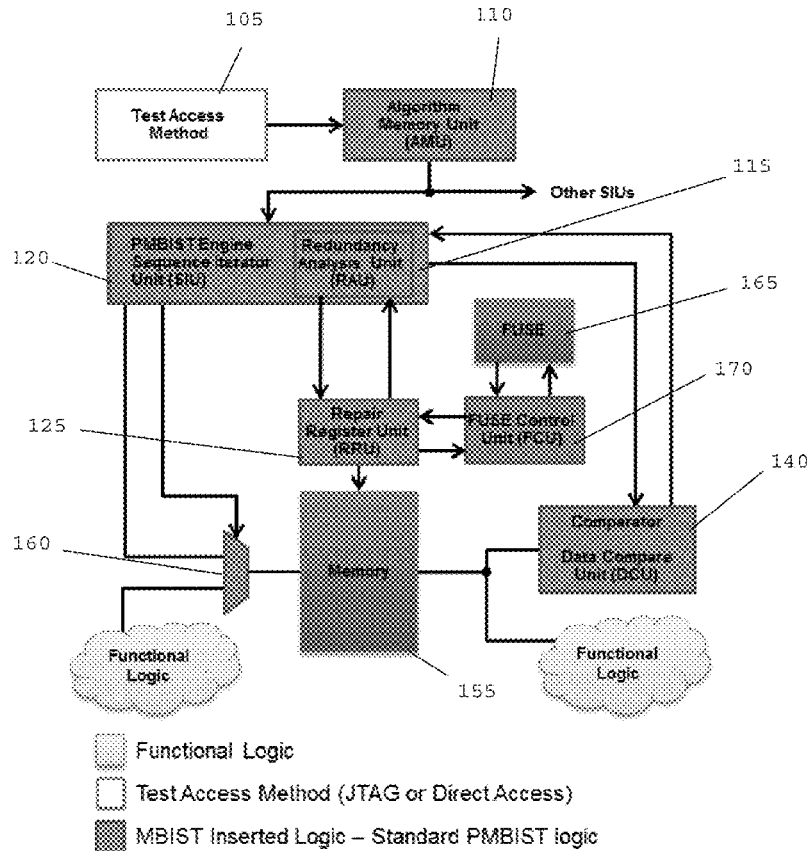 105
110
Test Access
Method
Algorithm
Memory Unit
(AMU)
115
Other SIUs
120
PMBIST Engine
Sequence Iterator
Unit (SIU)
Redundancy
Analysis Unit
(RAU)
165
FUSE
170
Repair
Register Unit
(RRU)
FUSE Control
Unit (FCU)
125
140
Comparator
Data Compare
Unit (DCU)
160
Memory
Functional
Logic
Functional
Logic
155
Functional Logic
Test Access Method (JTAG or Direct Access)
MBIST Inserted Logic – Standard PMBIST logic